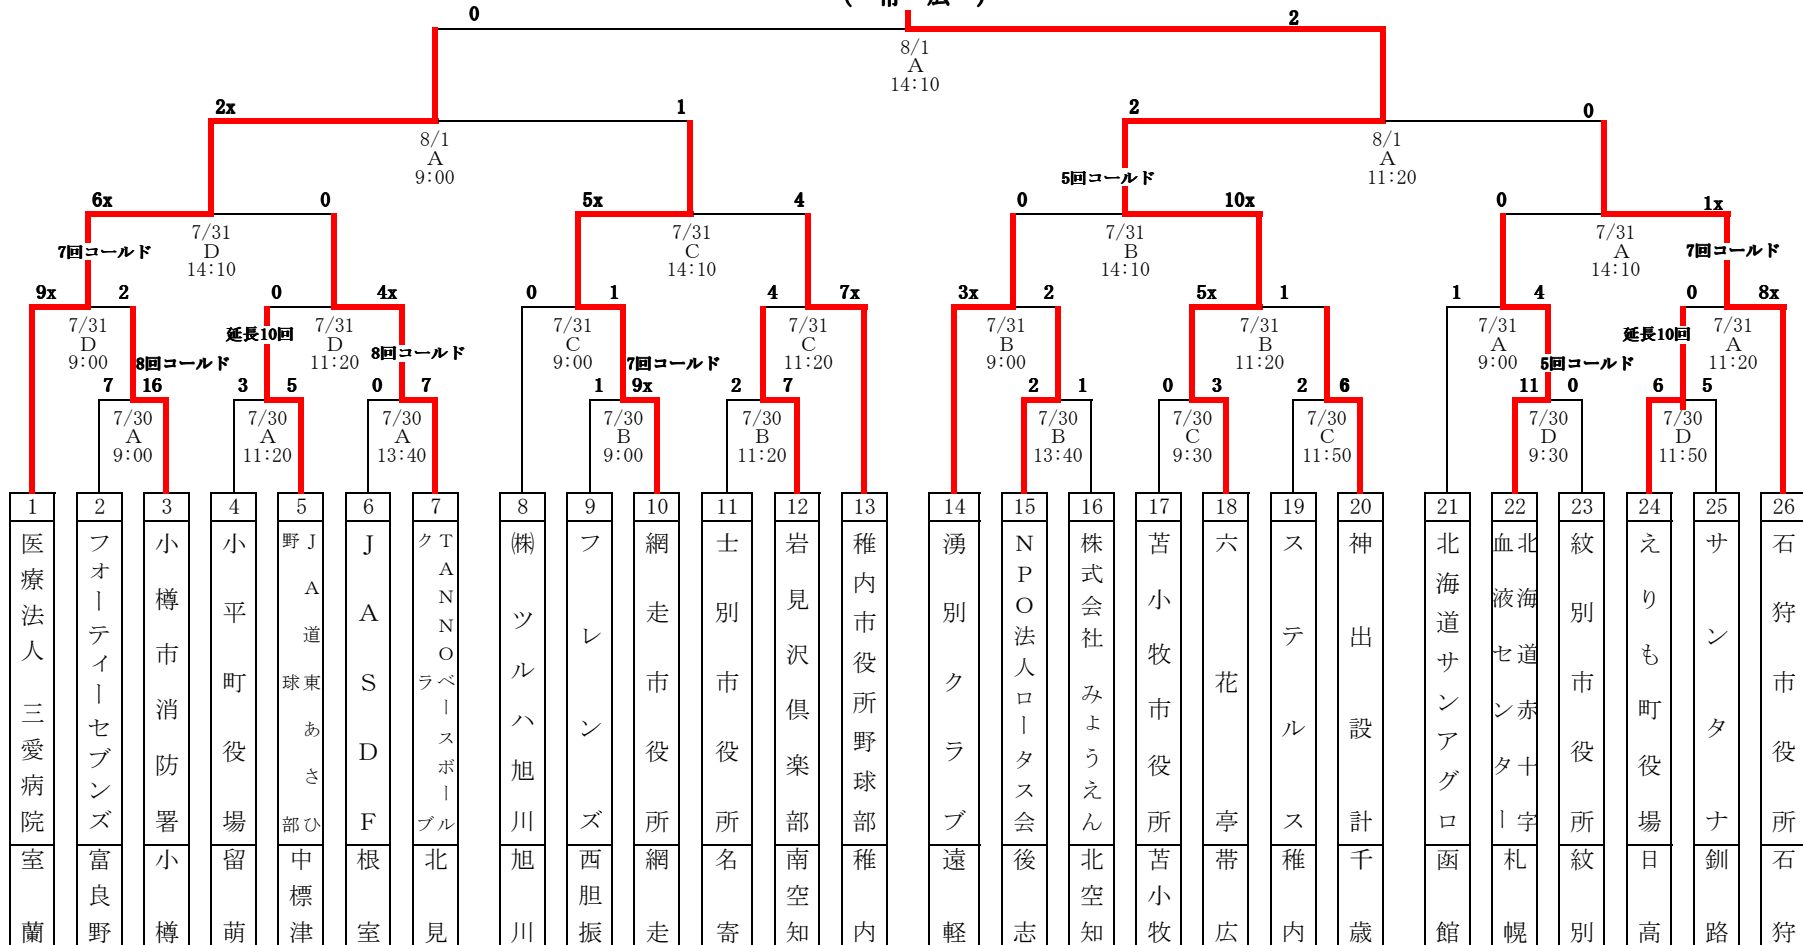 0
2
8/1
A
14:10
2x
1
2
0
8/1
A
9:00
8/1
A
11:20
5回コールド
6x
0
5x
4
0
10x
0
1x
7/31
D
14:10
7/31
C
14:10
7/31
B
14:10
7/31
A
14:10
7回コールド
7回コールド
9x
2
0
4x
0
1
4
7x
3x
2
5x
1
1
4
0
8x
7/31
D
9:00
7/31
D
11:20
7/31
C
9:00
7/31
C
11:20
7/31
B
9:00
7/31
B
11:20
7/31
A
9:00
7/31
A
11:20
延長10回
延長10回
8回コールド
8回コールド
7回コールド
5回コールド
7
16
3
5
0
7
1
9x
2
7
2
1
0
3
2
6
11
0
6
5
7/30
A
9:00
7/30
A
11:20
7/30
A
13:40
7/30
B
9:00
7/30
B
11:20
7/30
B
13:40
7/30
C
9:30
7/30
C
11:50
7/30
D
9:30
7/30
D
11:50
1
医療法人 三愛病院
室蘭
2
フォーティーセブンズ
富良野
3
小樽市消防署
小樽
4
小平町役場
留萌
5
JA道東あさひ
野球部
中標津
6
JASDF
根室
7
TANNOベースボール
クラブ
北見
8
㈱ツルハ旭川
旭川
9
フレンズ
西胆振
10
網走市役所
網走
11
士別市役所
名寄
12
岩見沢倶楽部
南空知
13
稚内市役所野球部
稚内
14
湧別クラブ
遠軽
15
NPO法人ロータス会
後志
16
株式会社 みょうえん
北空知
17
苫小牧市役所
苫小牧
18
六花亭
帯広
19
ステルス
稚内
20
神出設計
千歳
21
北海道サンアグロ
函館
22
北海道赤十字
血液センター
札幌
23
紋別市役所
紋別
24
えりも町役場
日高
25
サンタナ
釧路
26
石狩市役所
石狩